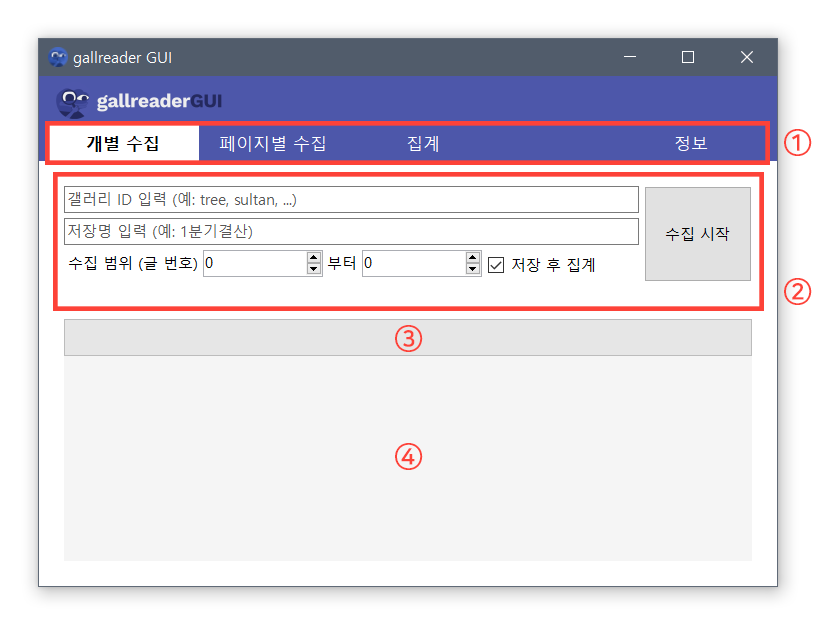 gallreader GUI
gallreaderGUI
개별 수집 페이지별 수집 집계 정보 ①
갤러리 ID 입력 (예: tree, sultan, ...)
저장명 입력 (예: 1분기결산)
수집 시작
수집 범위 (글 번호) 0 부터 0 저장 후 집계
②
③
④